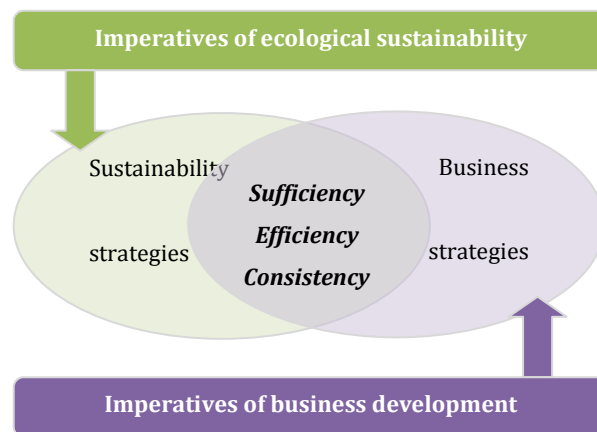 Imperatives of ecological sustainability
Sustainability
strategies
Sufficiency
Efficiency
Consistency
Business
strategies
Imperatives of business development